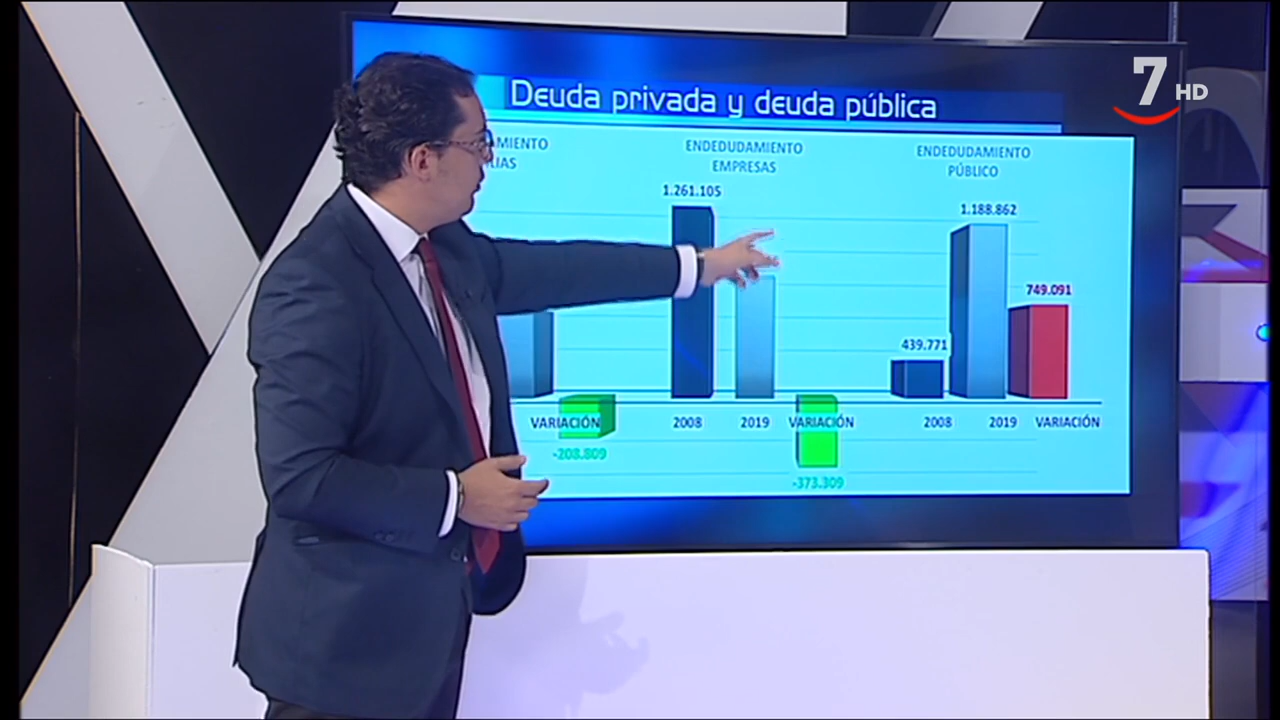 7 HD
Deuda privada y deuda pública
ENDEDUDAMIENTO
EMPRESAS
ENDEDUDAMIENTO
PÚBLICO
1.261.105
1.188.862
749.091
439.771
VARIACIÓN
2008
2019
VARIACIÓN
2008
2019
VARIACIÓN
-208.809
-373.309